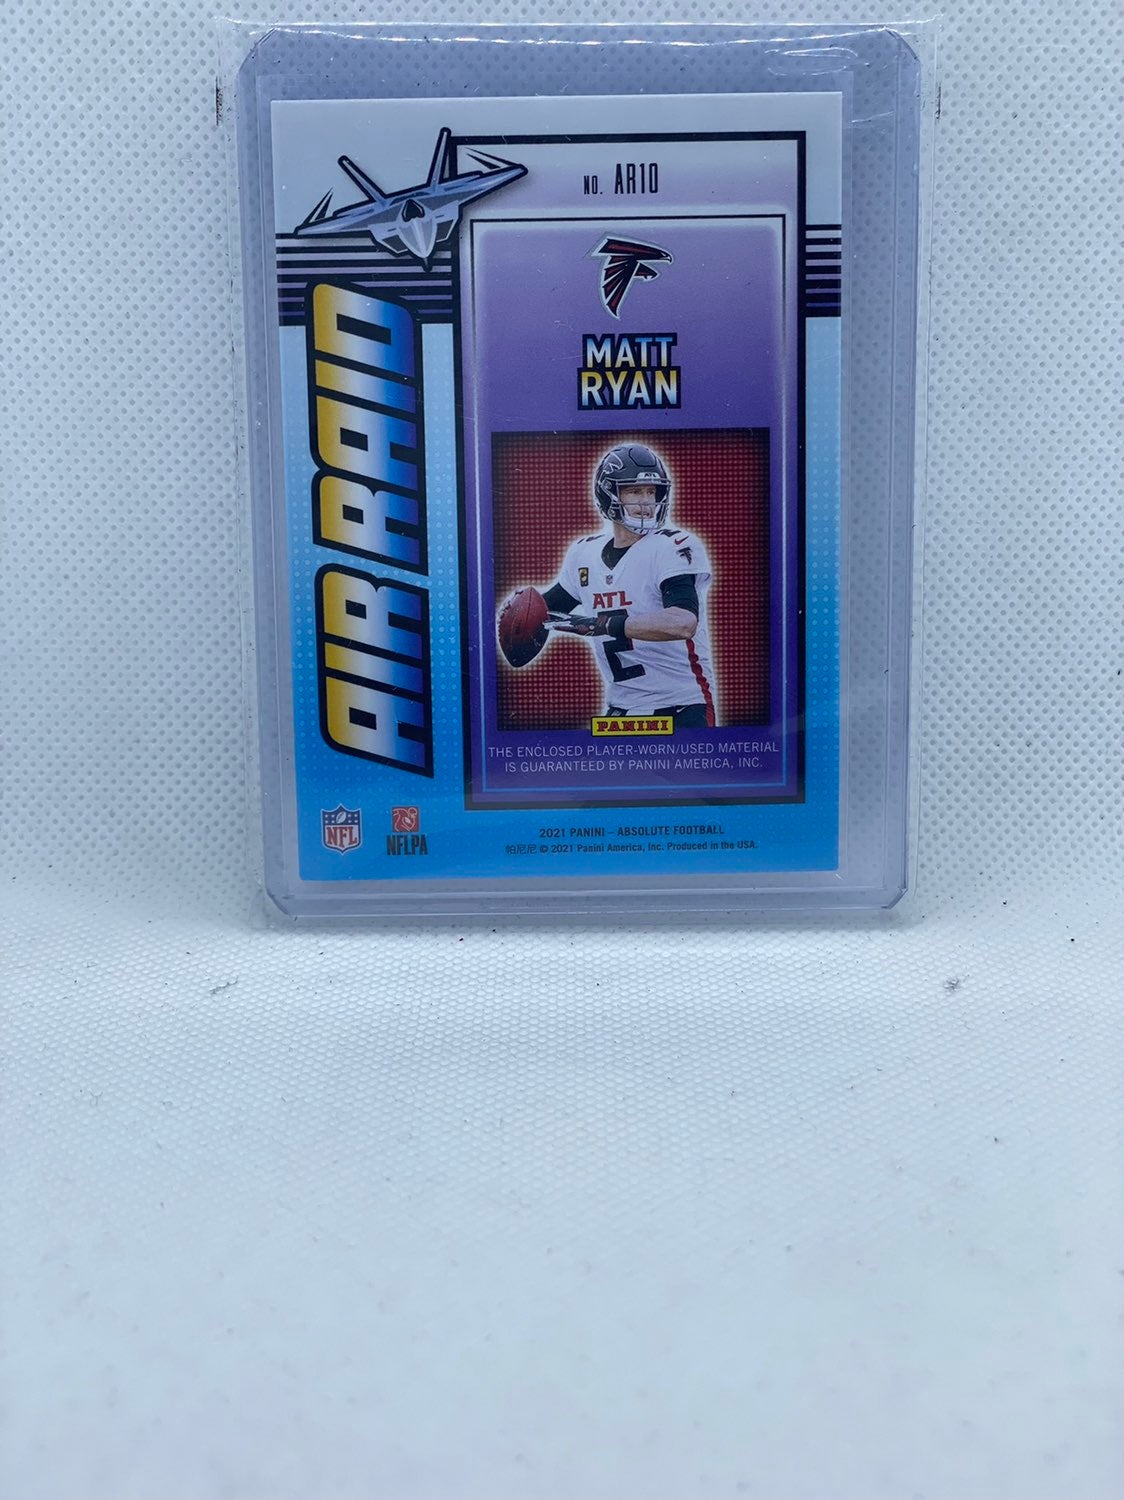 NO. AR10
AIR RAID
MATT
RYAN
ATL
ATL
2
2
PANINI
THE ENCLOSED PLAYER-WORN/USED MATERIAL
IS GUARANTEED BY PANINI AMERICA, INC.
NFL
NFLPA
2021 PANINI – ABSOLUTE FOOTBALL
帕尼尼 © 2021 Panini America, Inc. Produced in the USA.